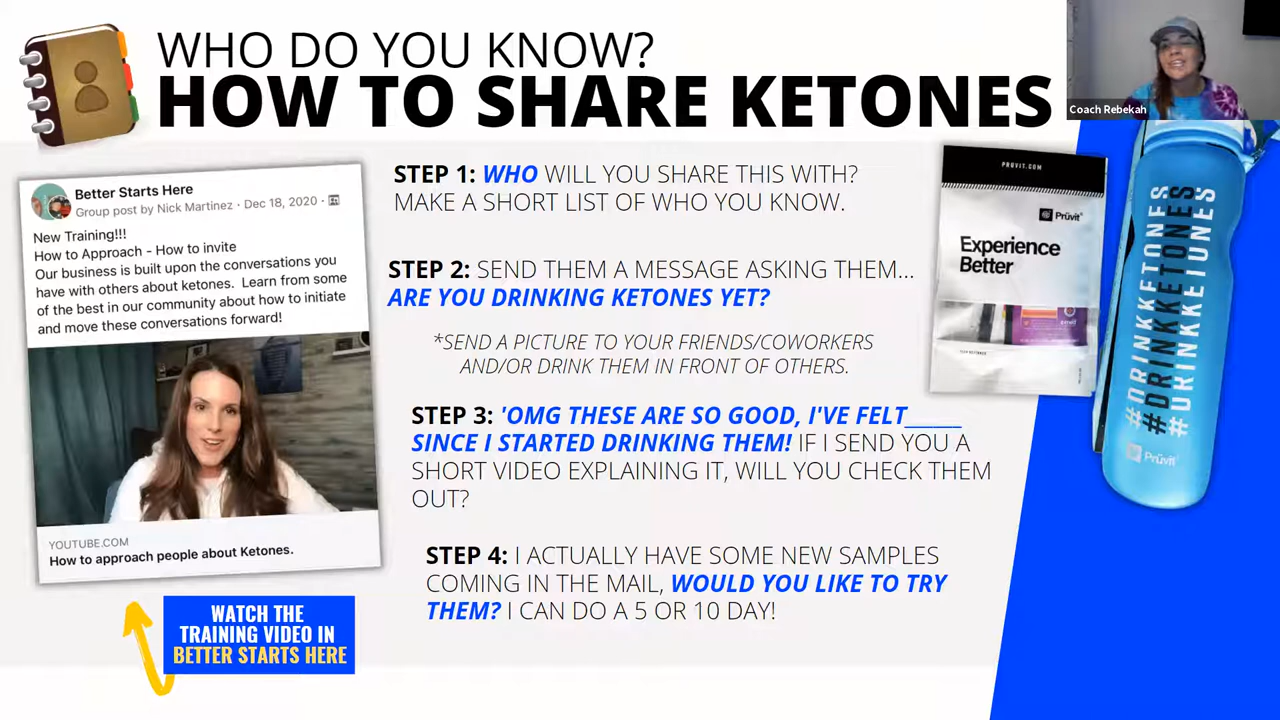 WHO DO YOU KNOW?
HOW TO SHARE KETONES
Coach Rebekah
Better Starts Here
Group post by Nick Martinez · Dec 18, 2020 ·
New Training!!!
How to Approach - How to invite
Our business is built upon the conversations you
have with others about ketones. Learn from some
of the best in our community about how to initiate
and move these conversations forward!
YOUTUBE.COM
How to approach people about Ketones.
WATCH THE
TRAINING VIDEO IN
BETTER STARTS HERE
STEP 1: WHO WILL YOU SHARE THIS WITH?
MAKE A SHORT LIST OF WHO YOU KNOW.
STEP 2: SEND THEM A MESSAGE ASKING THEM...
ARE YOU DRINKING KETONES YET?
*SEND A PICTURE TO YOUR FRIENDS/COWORKERS
AND/OR DRINK THEM IN FRONT OF OTHERS.
STEP 3: 'OMG THESE ARE SO GOOD, I'VE FELT_____
SINCE I STARTED DRINKING THEM! IF I SEND YOU A
SHORT VIDEO EXPLAINING IT, WILL YOU CHECK THEM
OUT?
STEP 4: I ACTUALLY HAVE SOME NEW SAMPLES
COMING IN THE MAIL, WOULD YOU LIKE TO TRY
THEM? I CAN DO A 5 OR 10 DAY!
PRUVIT.COM
Prüvit
Experience
Better
#DRINKKETONES
#DRINKKETONES
#DRINKKETONES
Prüvit